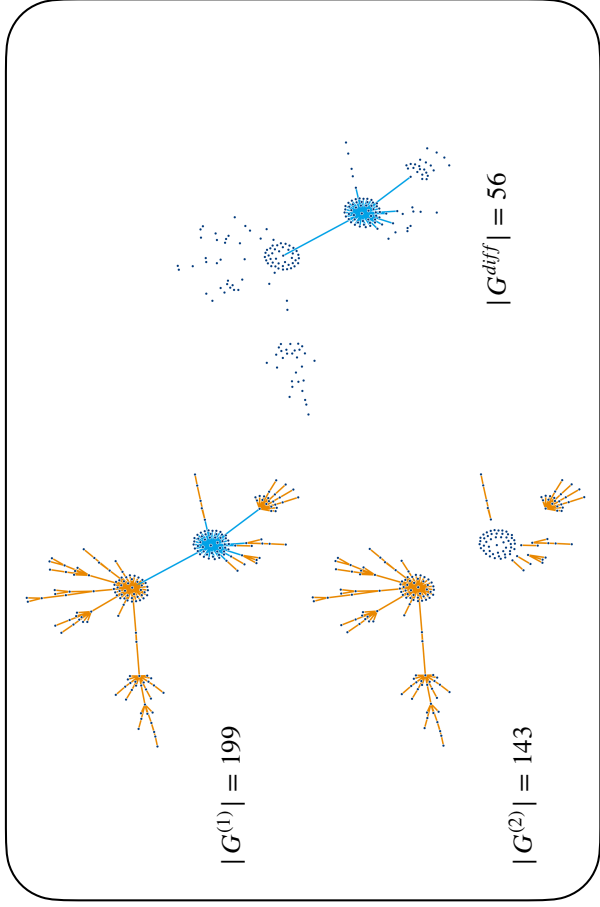 |G^{(1)}| = 199
|G^{(2)}| = 143
|G^{diff}| = 56